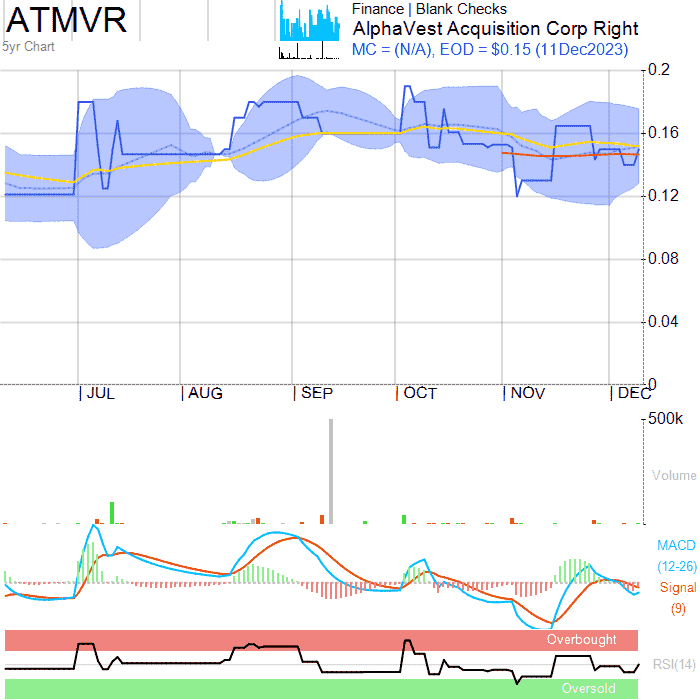 ATMVR
5yr Chart
Finance | Blank Checks
AlphaVest Acquisition Corp Right
MC = (N/A), EOD = $0.15 (11Dec2023)
0.2
0.16
0.12
0.08
0.04
0
| JUL | AUG | SEP | OCT | NOV | DEC
500k
Volume
MACD
(12-26)
Signal
(9)
Overbought
RSI(14)
Oversold